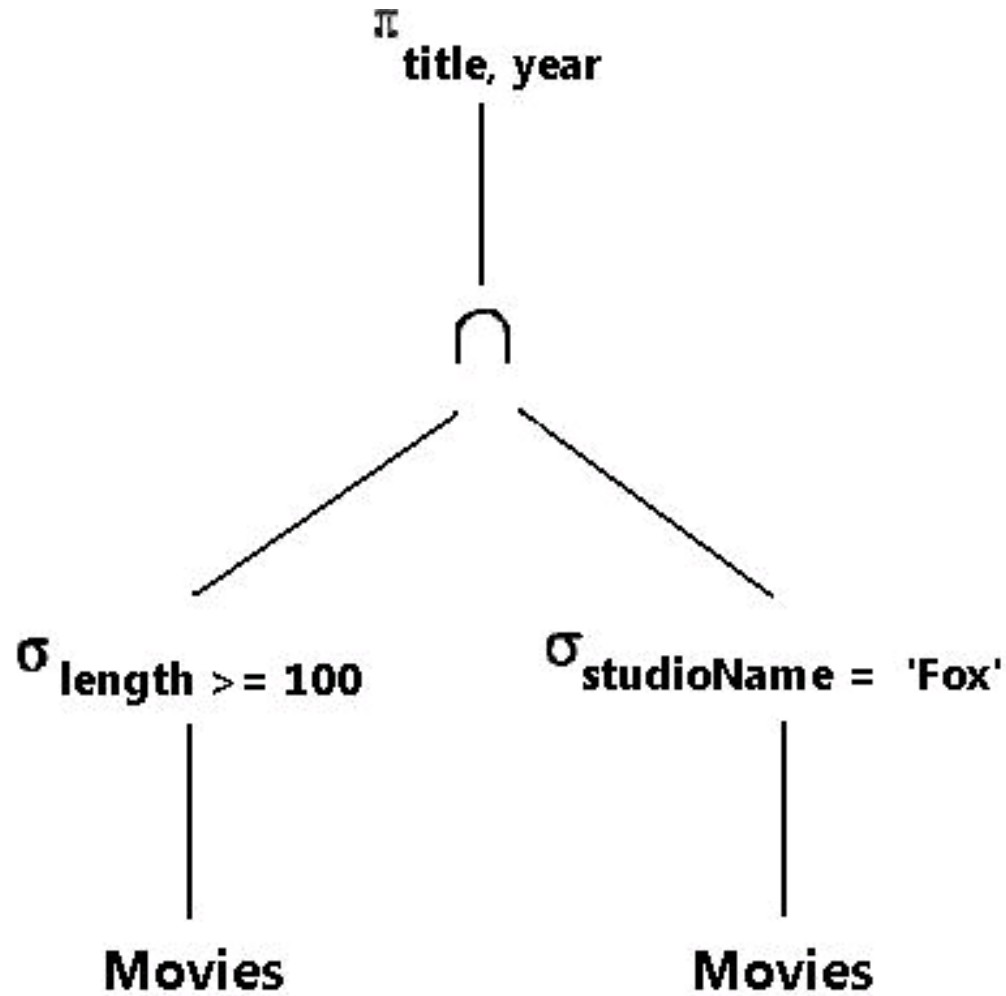 π title, year
∩
σ length >= 100
σ studioName = 'Fox'
Movies
Movies